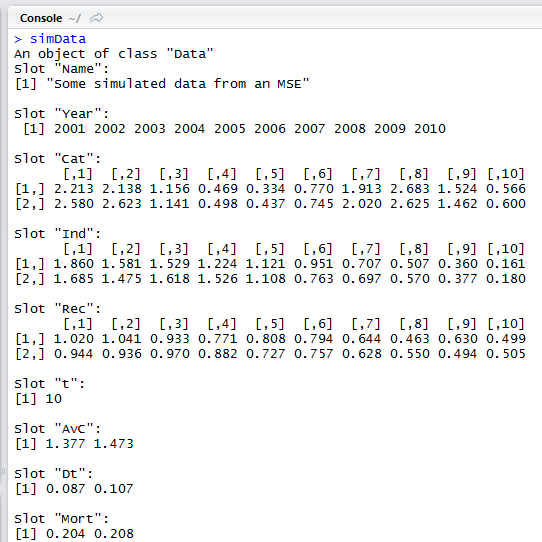 Console ~/
> simData
An object of class "Data"
Slot "Name":
[1] "Some simulated data from an MSE"
Slot "Year":
[1] 2001 2002 2003 2004 2005 2006 2007 2008 2009 2010
Slot "Cat":
[,1] [,2] [,3] [,4] [,5] [,6] [,7] [,8] [,9] [,10]
[1,] 2.213 2.138 1.156 0.469 0.334 0.770 1.913 2.683 1.524 0.566
[2,] 2.580 2.623 1.141 0.498 0.437 0.745 2.020 2.625 1.462 0.600
Slot "Ind":
[,1] [,2] [,3] [,4] [,5] [,6] [,7] [,8] [,9] [,10]
[1,] 1.860 1.581 1.529 1.224 1.121 0.951 0.707 0.507 0.360 0.161
[2,] 1.685 1.475 1.618 1.526 1.108 0.763 0.697 0.570 0.377 0.180
Slot "Rec":
[,1] [,2] [,3] [,4] [,5] [,6] [,7] [,8] [,9] [,10]
[1,] 1.020 1.041 0.933 0.771 0.808 0.794 0.644 0.463 0.630 0.499
[2,] 0.944 0.936 0.970 0.882 0.727 0.757 0.628 0.550 0.494 0.505
Slot "t":
[1] 10
Slot "AvC":
[1] 1.377 1.473
Slot "Dt":
[1] 0.087 0.107
Slot "Mort":
[1] 0.204 0.208